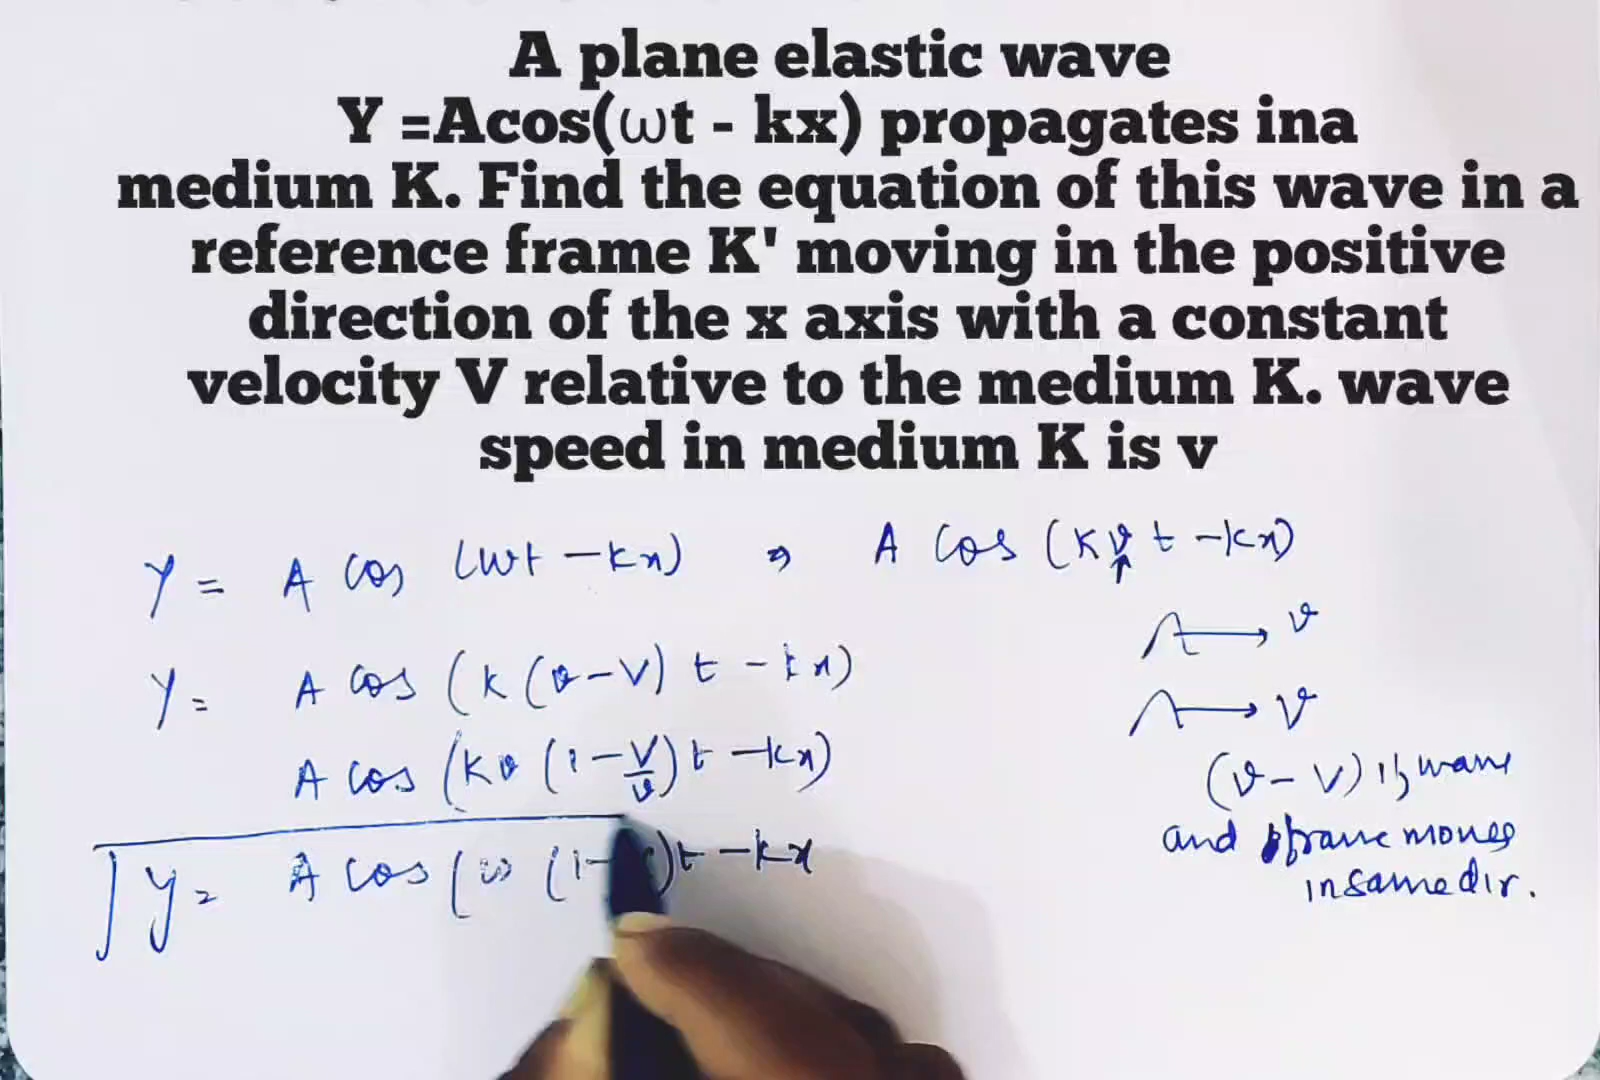 A plane elastic wave
Y =Acos(ωt - kx) propagates ina
medium K. Find the equation of this wave in a
reference frame K' moving in the positive
direction of the x axis with a constant
velocity V relative to the medium K. wave
speed in medium K is v
Y = A cos (wt - kx) ⇒ A cos (kv t - kx)
→ v
Y = A cos (k (v - V) t - kx)
→ V
A cos (kv (1 - V/v) t - kx)
(v - V) if wave
and frame moves
in same dir.
y = A cos (ω (1- )t - kx